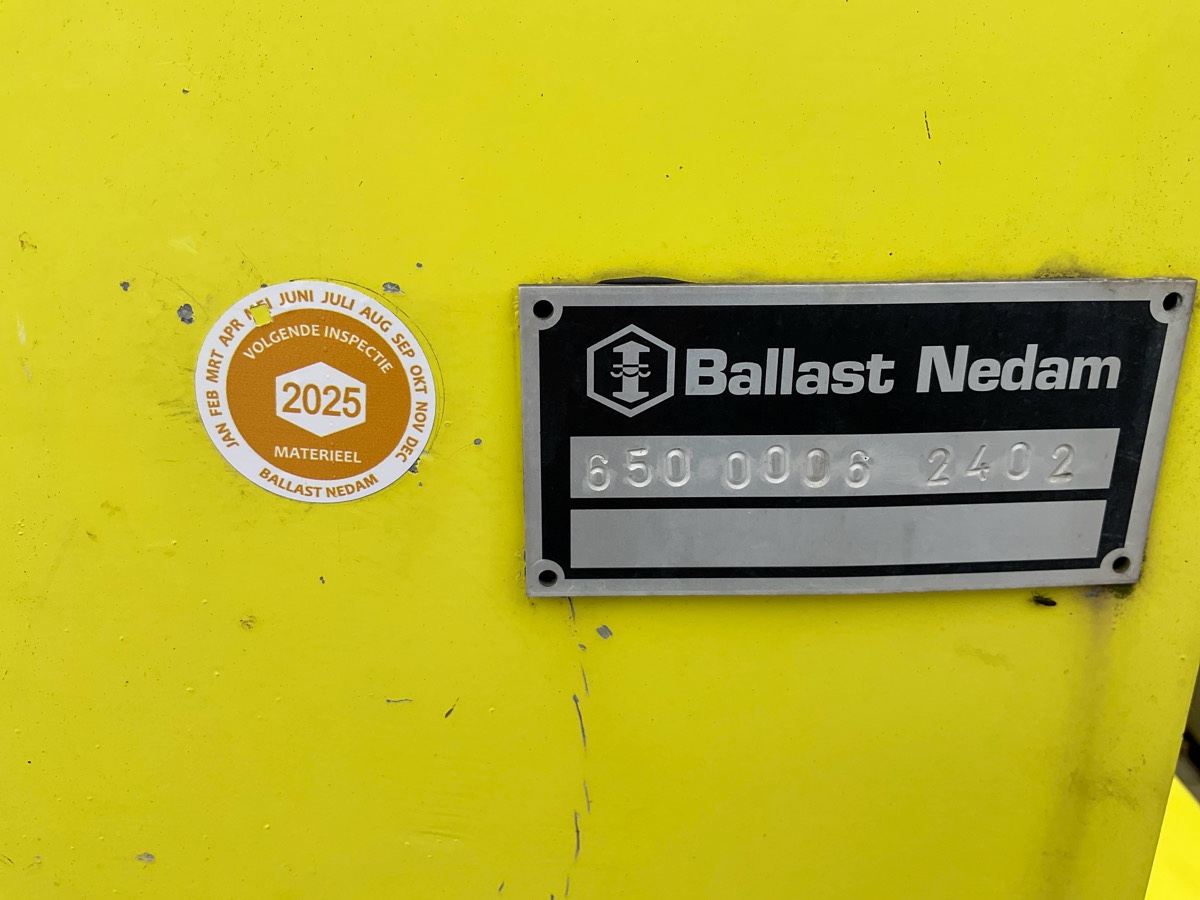 JAN FEB MRT APR MEI JUNI JULI AUG SEP OKT NOV DEC
VOLGENDE INSPECTIE
2025
MATERIEEL
BALLAST NEDAM
Ballast Nedam
650 0006 2402